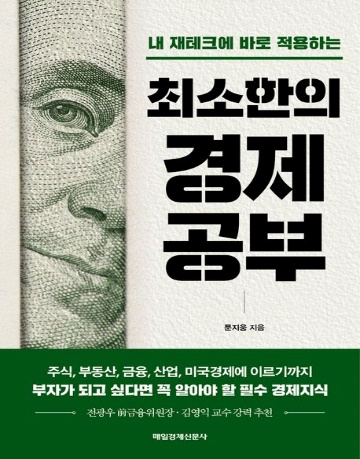 내 재테크에 바로 적용하는
최소한의
경제
공부
문지웅 지음
주식, 부동산, 금융, 산업, 미국경제에 이르기까지
부자가 되고 싶다면 꼭 알아야 할 필수 경제지식
전광우 前금융위원장 · 김영익 교수 강력 추천
매일경제신문사